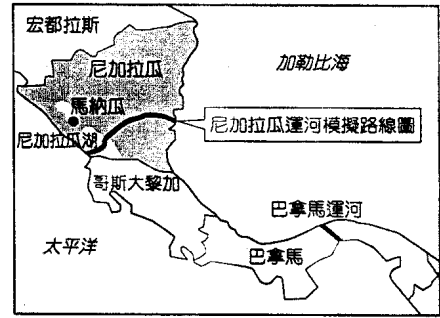 宏都拉斯
尼加拉瓜
加勒比海
馬納瓜
尼加拉瓜湖
尼加拉瓜運河模擬路線圖
哥斯大黎加
巴拿馬運河
太平洋
巴拿馬